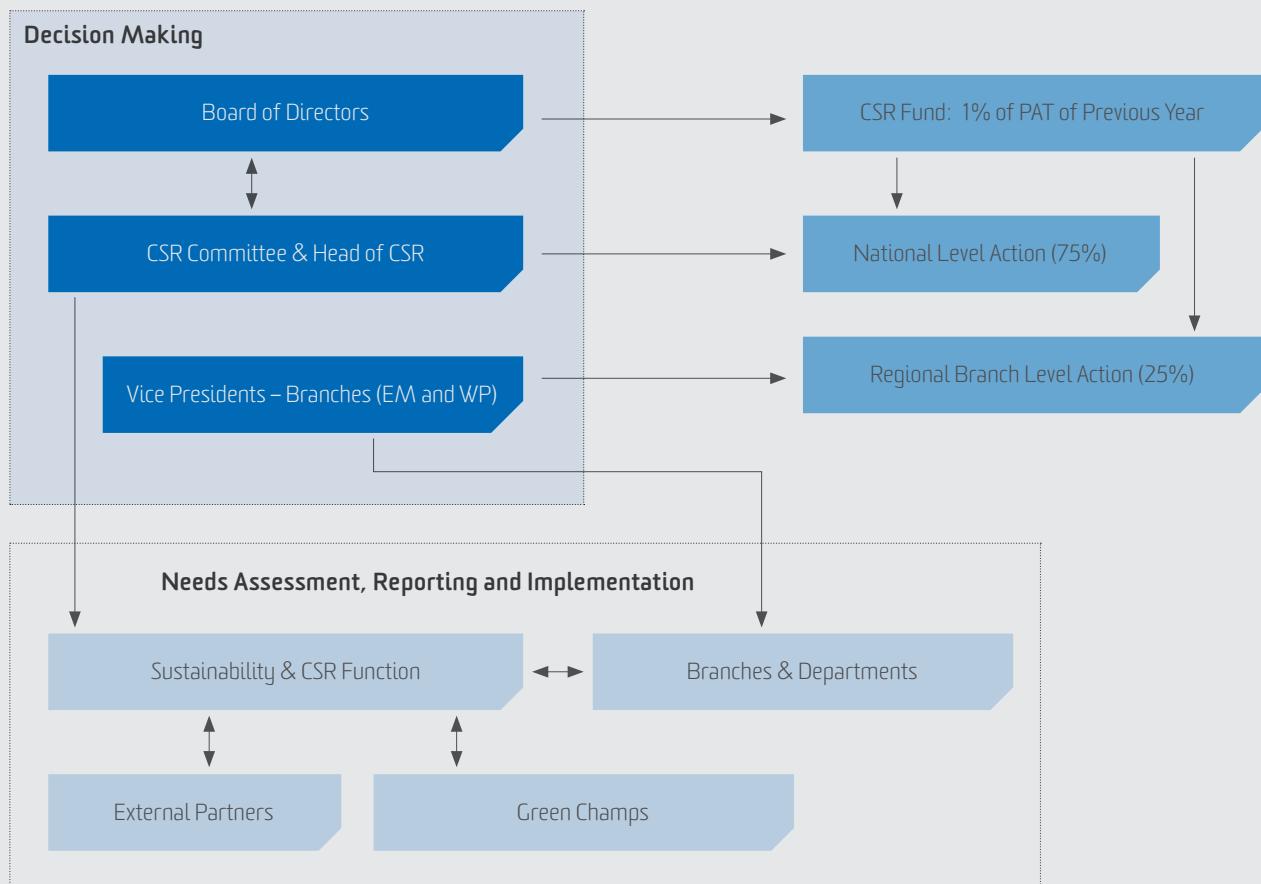 Decision Making
Board of Directors
CSR Fund: 1% of PAT of Previous Year
CSR Committee & Head of CSR
National Level Action (75%)
Vice Presidents – Branches (EM and WP)
Regional Branch Level Action (25%)
Needs Assessment, Reporting and Implementation
Sustainability & CSR Function
Branches & Departments
External Partners
Green Champs